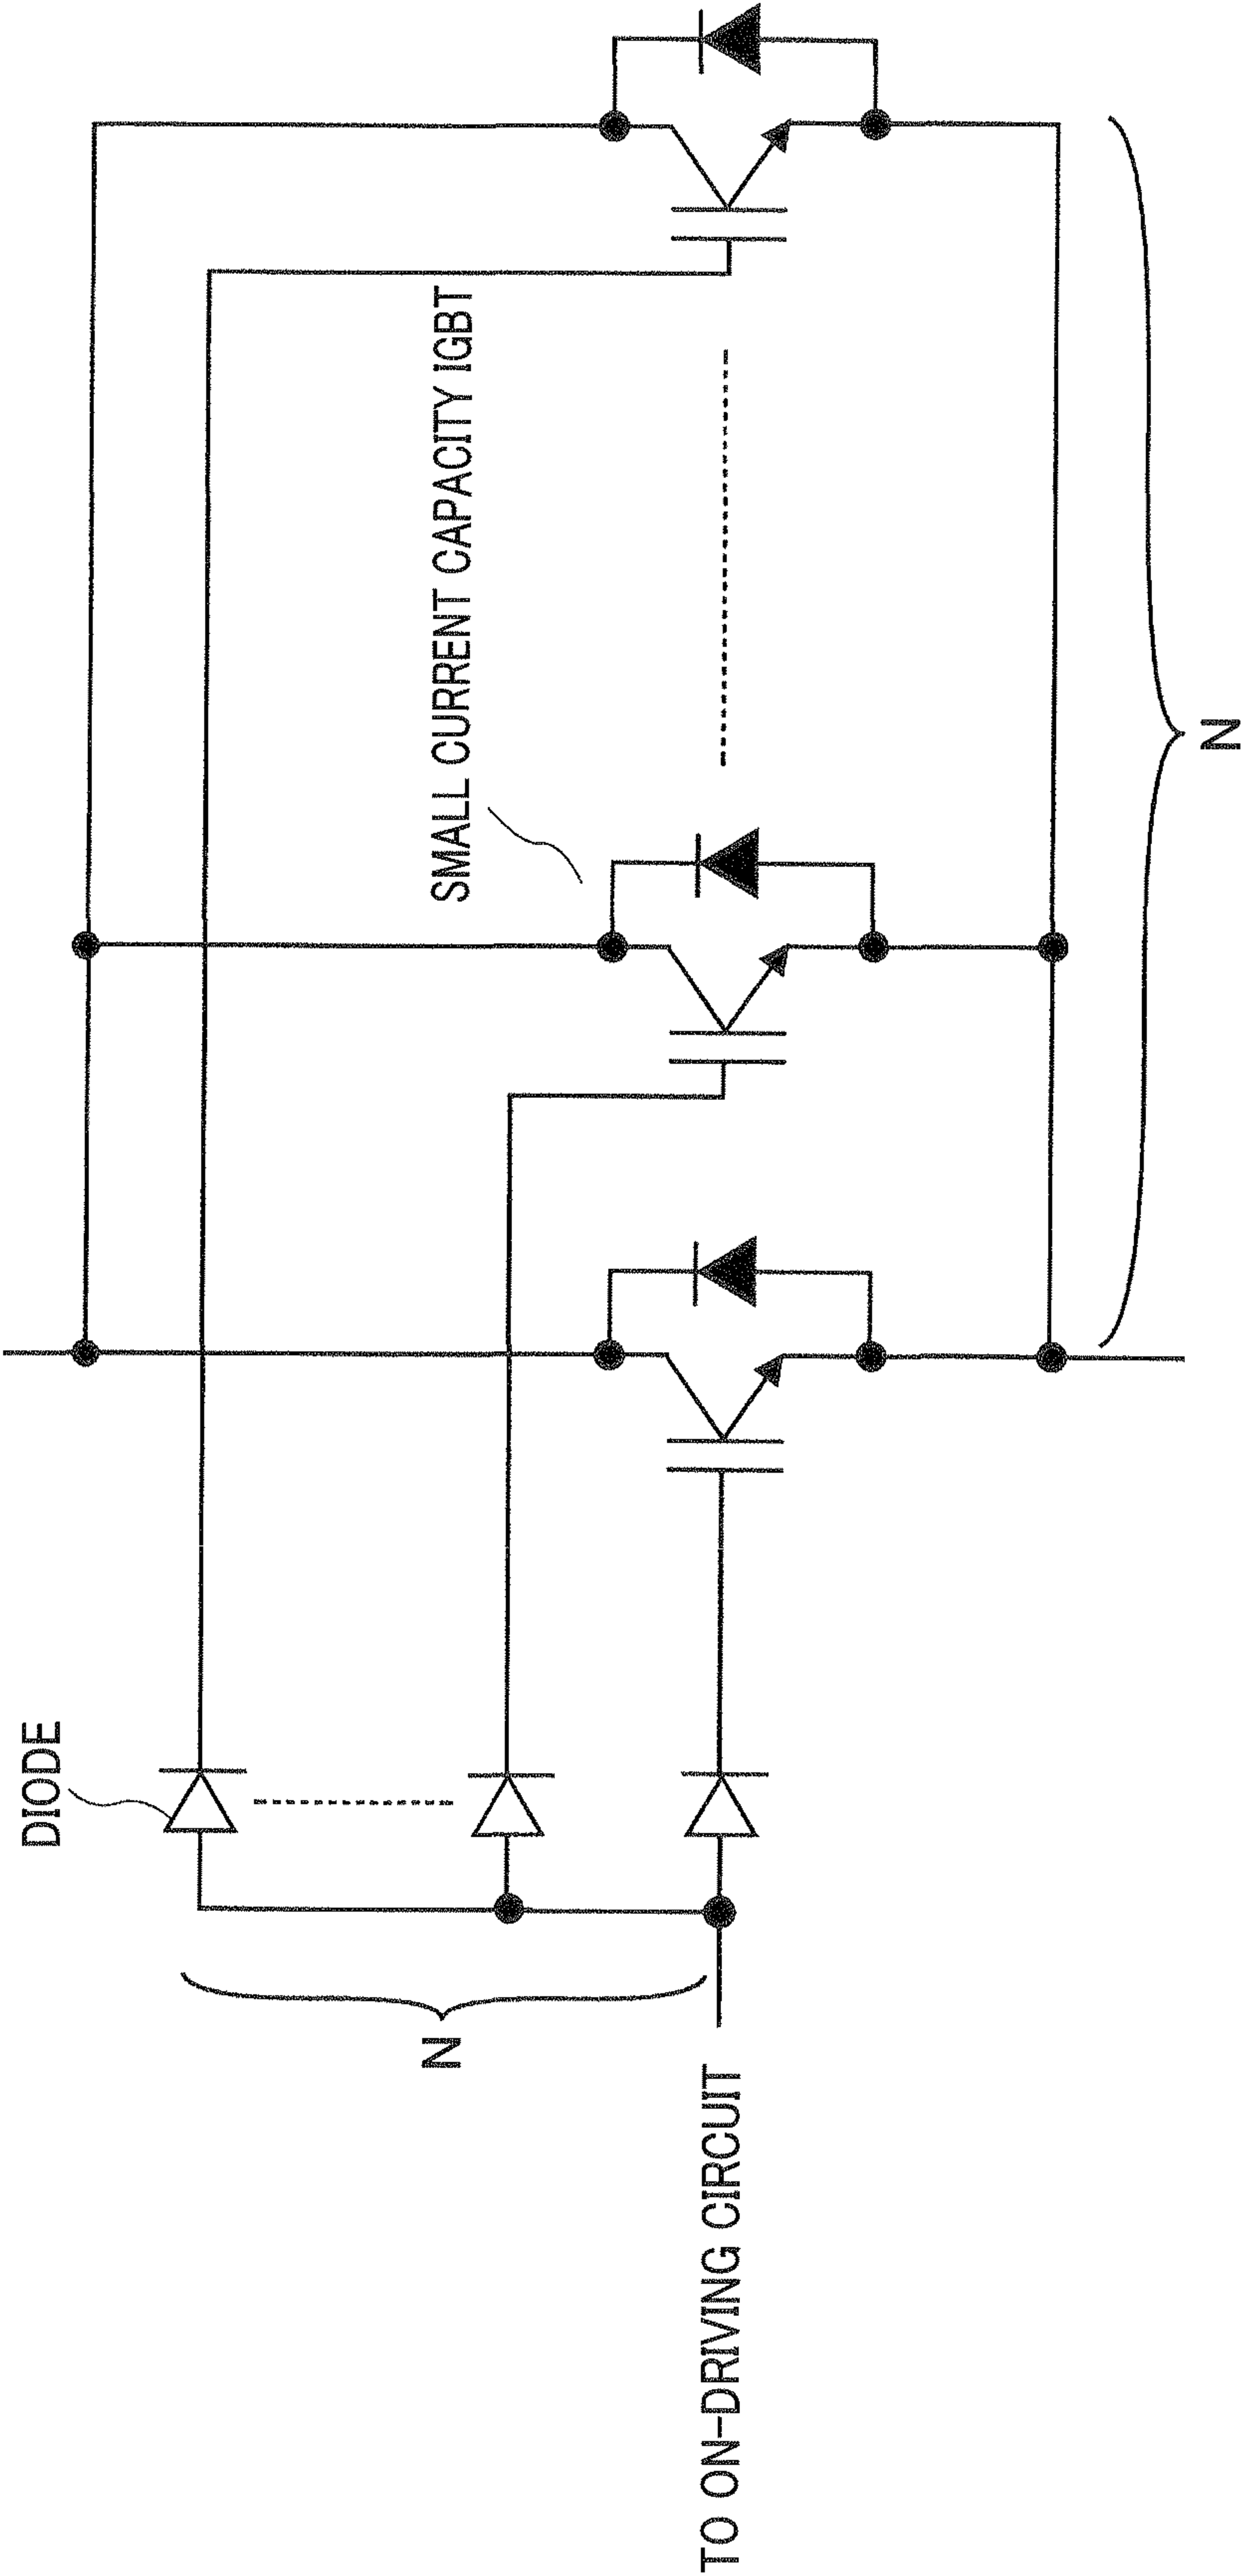 DIODE
SMALL CURRENT CAPACITY IGBT
N
TO ON-DRIVING CIRCUIT
N